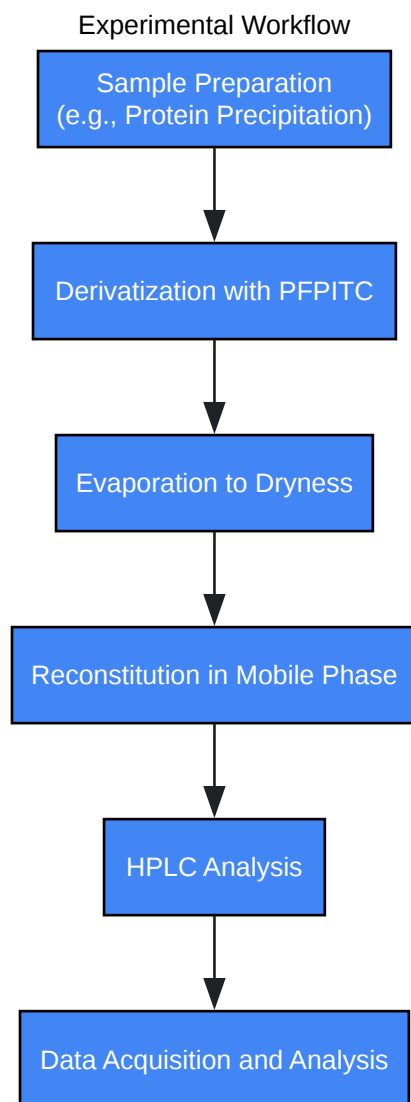 Experimental Workflow
Sample Preparation
(e.g., Protein Precipitation)
Derivatization with PFPITC
Evaporation to Dryness
Reconstitution in Mobile Phase
HPLC Analysis
Data Acquisition and Analysis